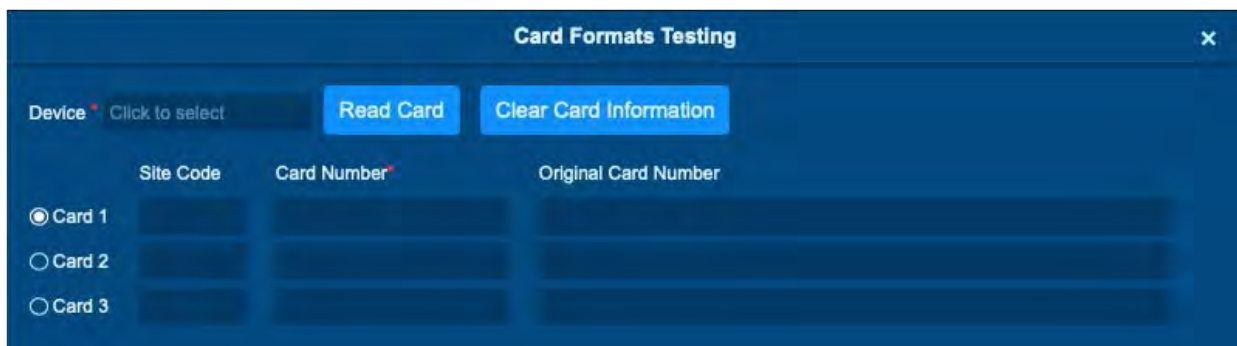 Card Formats Testing ×
Device * Click to select Read Card Clear Card Information
Site Code Card Number* Original Card Number
Card 1
Card 2
Card 3